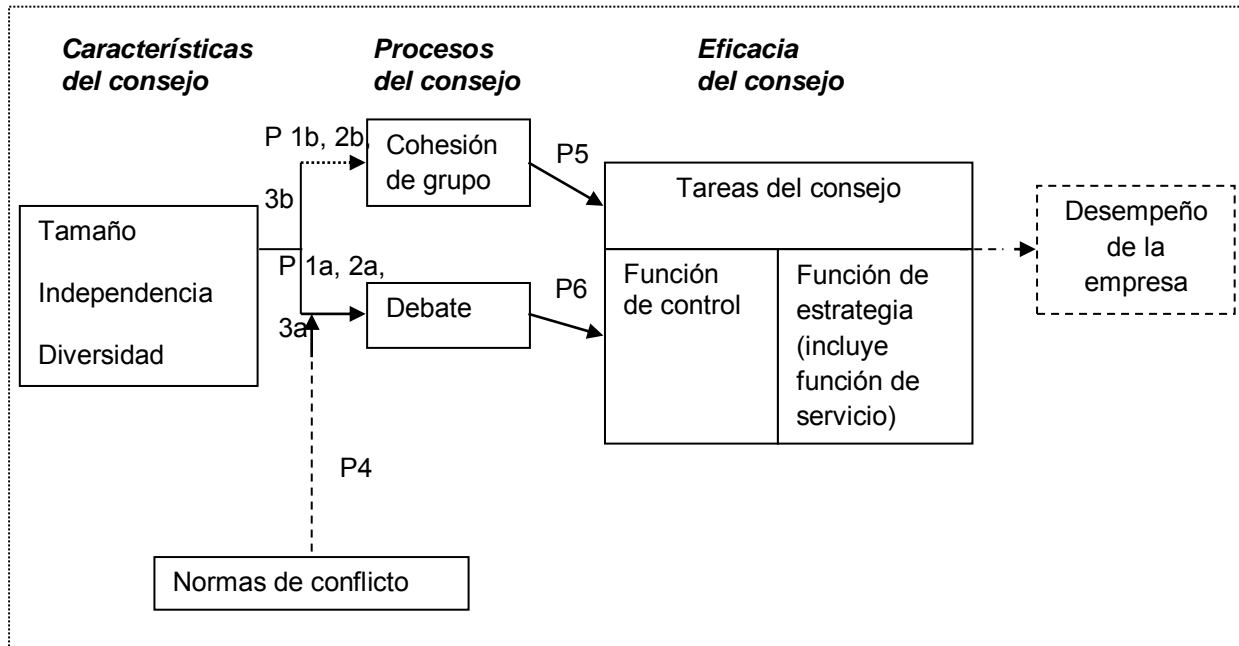 Características
del consejo
Procesos
del consejo
Eficacia
del consejo
P 1b, 2b,
3b
Cohesión
de grupo
P5
Tareas del consejo
Desempeño
de la
empresa
Tamaño
Independencia
Diversidad
P 1a, 2a,
3a
Debate
P6
Función
de control
Función de
estrategia
(incluye
función de
servicio)
P4
Normas de conflicto